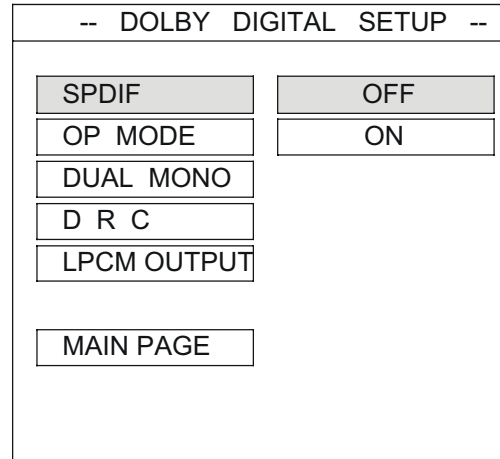 -- DOLBY DIGITAL SETUP --
SPDIF OFF
OP MODE ON
DUAL MONO
D R C
LPCM OUTPUT
MAIN PAGE